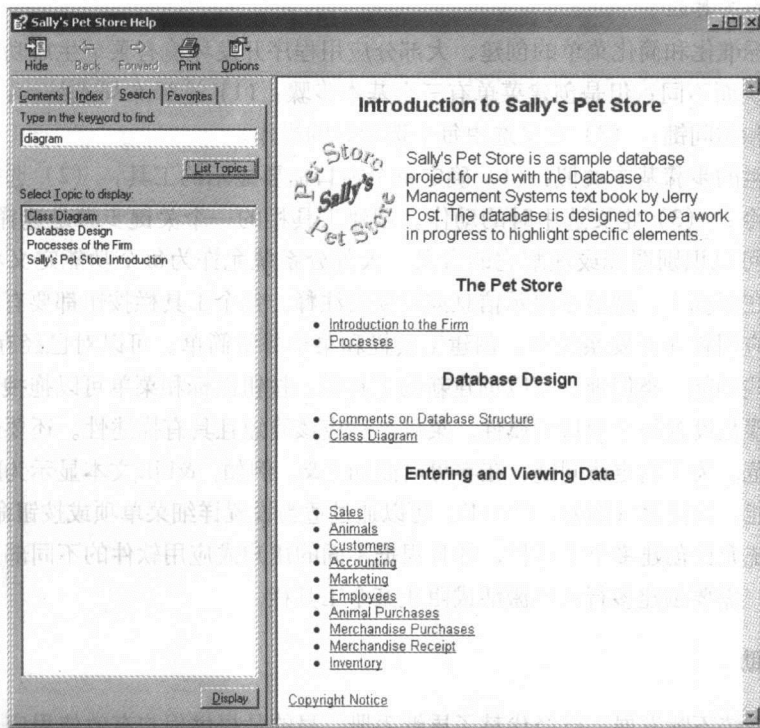 Sally's Pet Store Help
Hide Back Forward Print Options
Contents Index Search Favorites
Type in the keyword to find:
diagram
List Topics
Select Topic to display:
Class Diagram
Database Design
Processes of the Firm
Sally's Pet Store Introduction
Display
Introduction to Sally's Pet Store
Pet Store
Sally's
Pet Store
Sally's Pet Store is a sample database
project for use with the Database
Management Systems text book by Jerry
Post. The database is designed to be a work
in progress to highlight specific elements.
The Pet Store
Introduction to the Firm
Processes
Database Design
Comments on Database Structure
Class Diagram
Entering and Viewing Data
Sales
Animals
Customers
Accounting
Marketing
Employees
Animal Purchases
Merchandise Purchases
Merchandise Receipt
Inventory
Copyright Notice